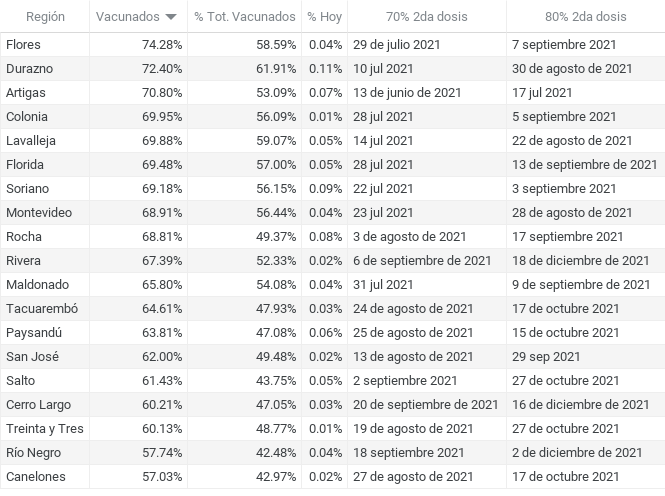 Región Vacunados % Tot. Vacunados % Hoy 70% 2da dosis 80% 2da dosis
Flores 74.28% 58.59% 0.04% 29 de julio 2021 7 septiembre 2021
Durazno 72.40% 61.91% 0.11% 10 jul 2021 30 de agosto de 2021
Artigas 70.80% 53.09% 0.07% 13 de junio de 2021 17 jul 2021
Colonia 69.95% 56.09% 0.01% 28 jul 2021 5 septiembre 2021
Lavalleja 69.88% 59.07% 0.05% 14 jul 2021 22 de agosto de 2021
Florida 69.48% 57.00% 0.05% 28 jul 2021 13 de septiembre de 2021
Soriano 69.18% 56.15% 0.09% 22 jul 2021 3 septiembre 2021
Montevideo 68.91% 56.44% 0.04% 23 jul 2021 28 de agosto de 2021
Rocha 68.81% 49.37% 0.08% 3 de agosto de 2021 17 septiembre 2021
Rivera 67.39% 52.33% 0.02% 6 de septiembre de 2021 18 de diciembre de 2021
Maldonado 65.80% 54.08% 0.04% 31 jul 2021 9 de septiembre de 2021
Tacuarembó 64.61% 47.93% 0.03% 24 de agosto de 2021 17 de octubre 2021
Paysandú 63.81% 47.08% 0.06% 25 de agosto de 2021 15 de octubre 2021
San José 62.00% 49.48% 0.02% 13 de agosto de 2021 29 sep 2021
Salto 61.43% 43.75% 0.05% 2 septiembre 2021 27 de octubre 2021
Cerro Largo 60.21% 47.05% 0.03% 20 de septiembre de 2021 16 de diciembre de 2021
Treinta y Tres 60.13% 48.77% 0.01% 19 de agosto de 2021 27 de octubre 2021
Río Negro 57.74% 42.48% 0.04% 18 septiembre 2021 2 de diciembre de 2021
Canelones 57.03% 42.97% 0.02% 27 de agosto de 2021 17 de octubre 2021